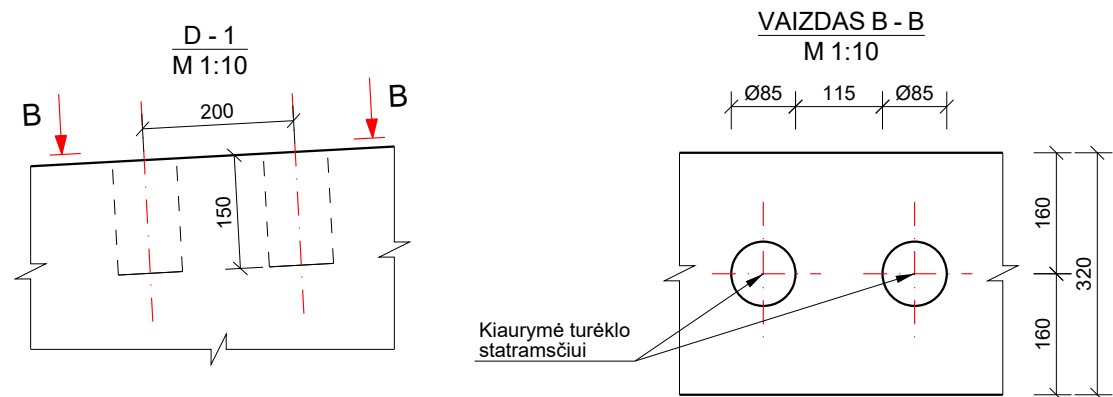 D - 1
M 1:10
B
B
200
150
VAIZDAS B - B
M 1:10
Ø85
115
Ø85
160
320
160
Kiaurymė turėklo
statramsčiui